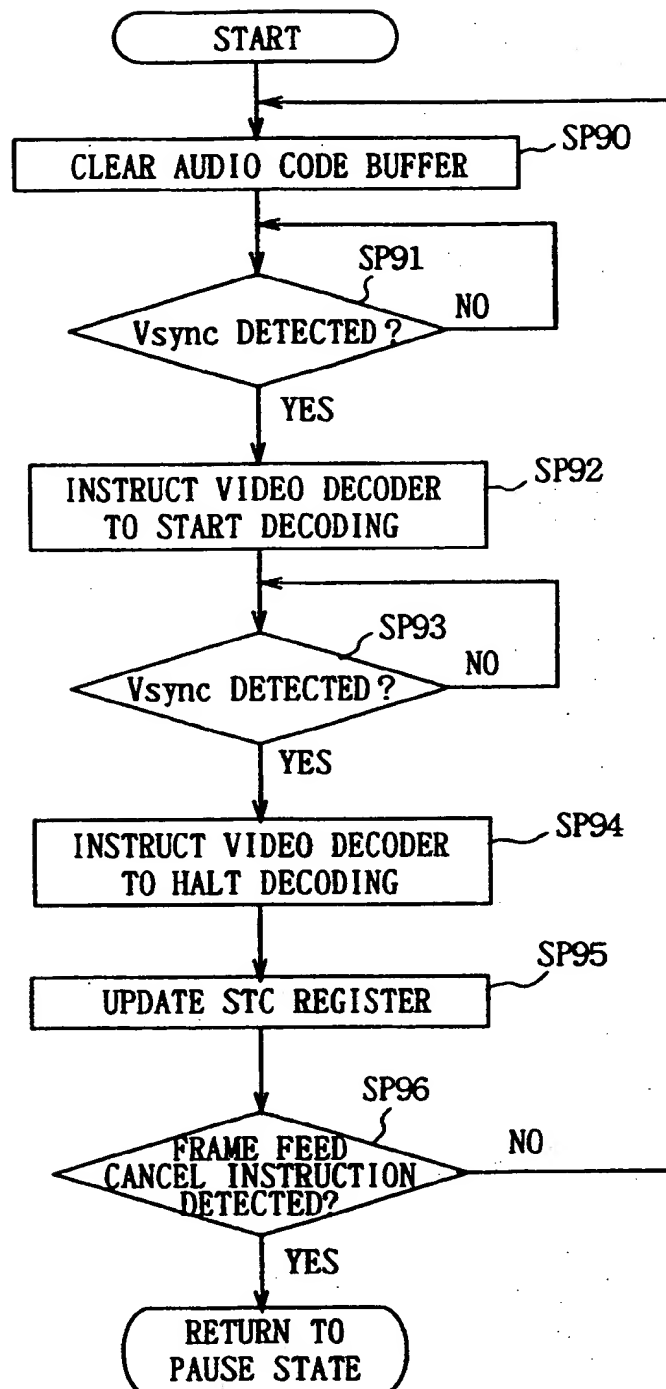 START
SP90
CLEAR AUDIO CODE BUFFER
SP91
Vsync DETECTED?
NO
YES
SP92
INSTRUCT VIDEO DECODER
TO START DECODING
SP93
Vsync DETECTED?
NO
YES
SP94
INSTRUCT VIDEO DECODER
TO HALT DECODING
SP95
UPDATE STC REGISTER
SP96
FRAME FEED
CANCEL INSTRUCTION
DETECTED?
NO
YES
RETURN TO
PAUSE STATE